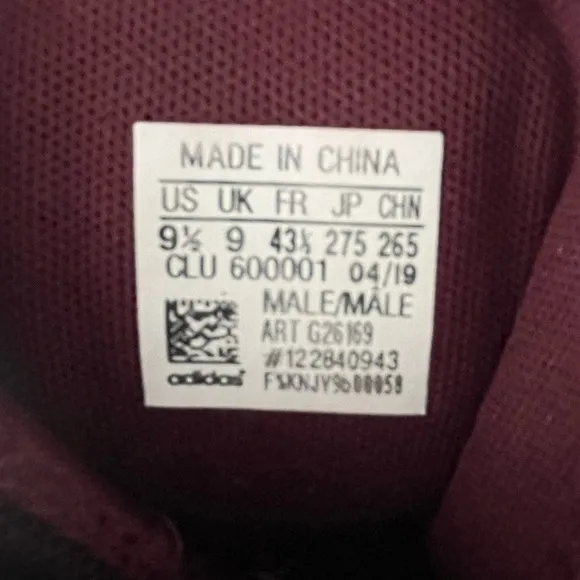 MADE IN CHINA
US UK FR JP CHN
9½ 9 43⅓ 275 265
CLU 600001 04/19
MALE/MÂLE
ART G26169
#122840943
adidas